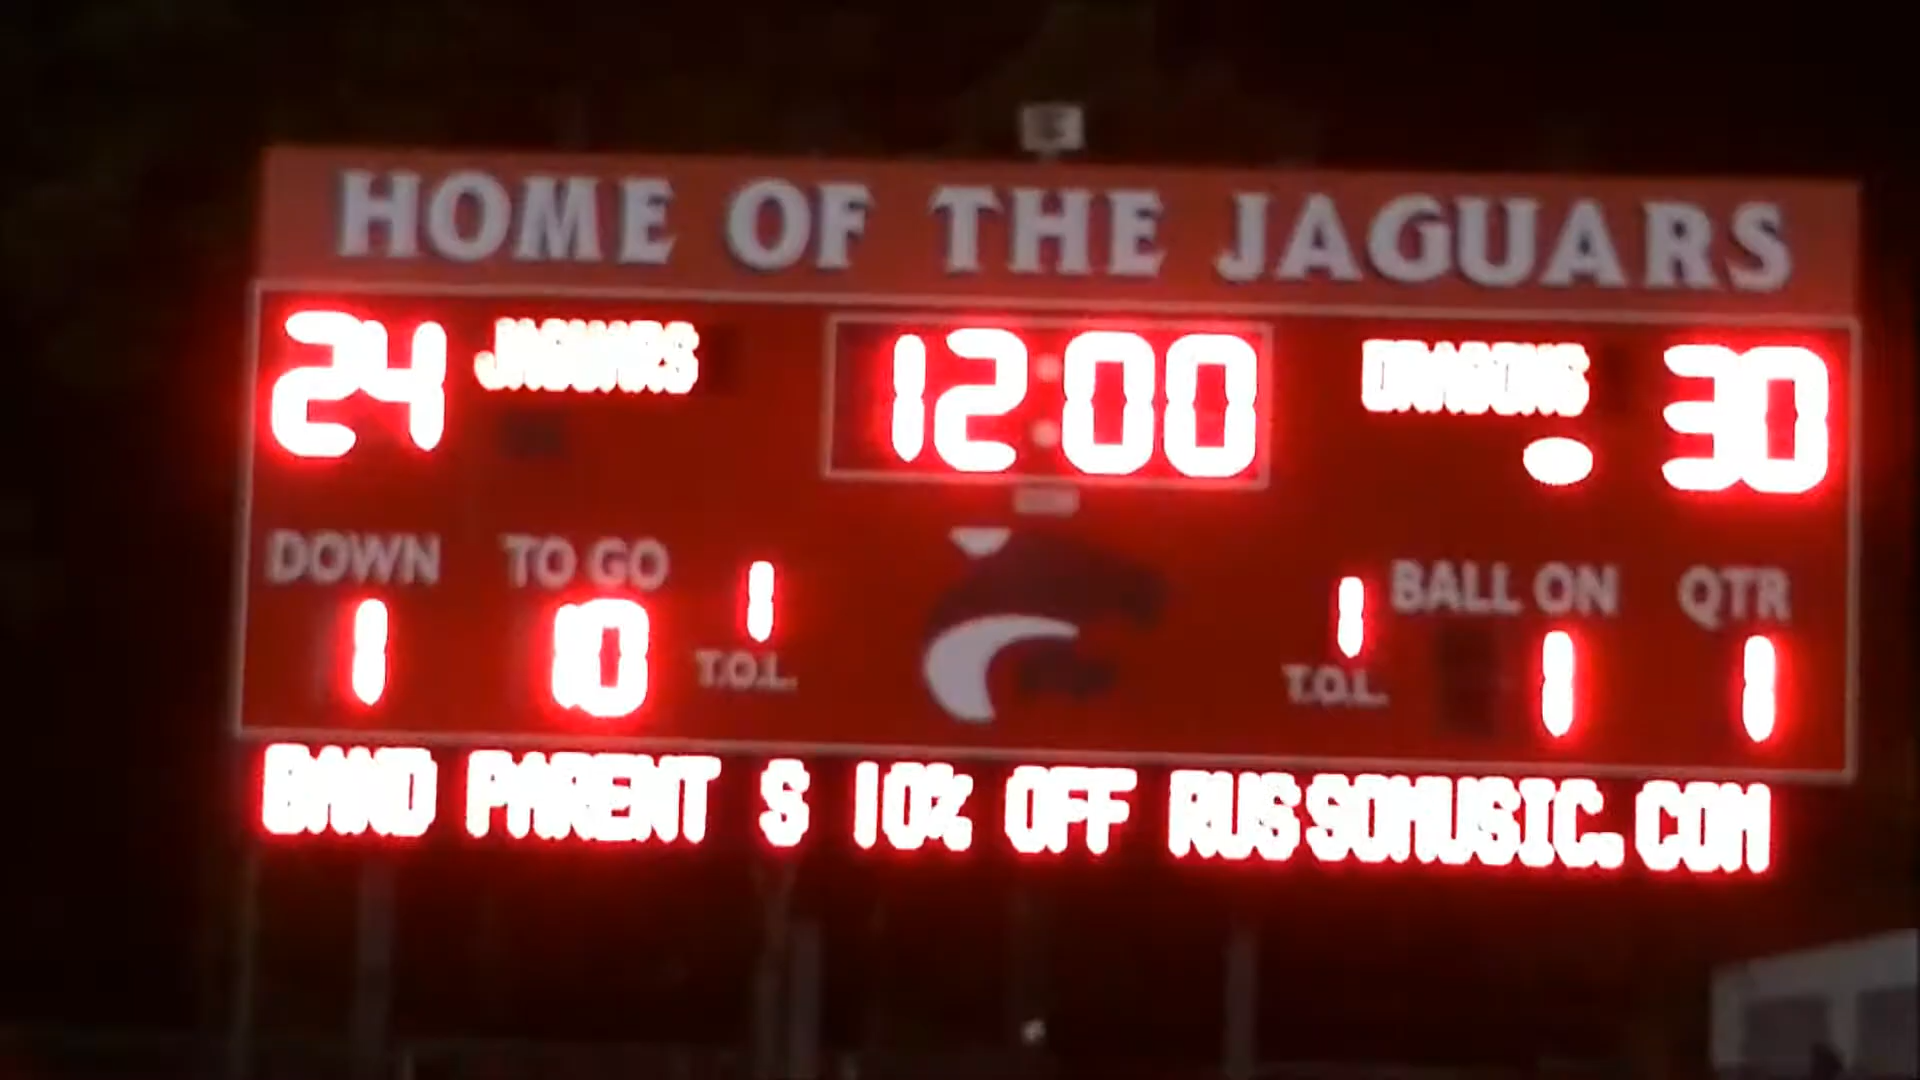 HOME OF THE JAGUARS
24 JAGUARS 12:00 DRAGONS 30
DOWN TO GO 1 1 BALL ON QTR
1 10 T.O.L. T.O.L. 1 1
BAND PARENT S 10% OFF RUSSOMUSIC.COM